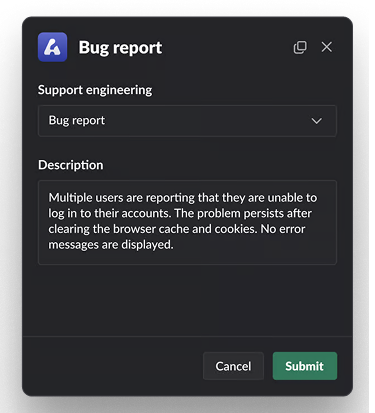 Bug report
Support engineering
Bug report
Description
Multiple users are reporting that they are unable to
log in to their accounts. The problem persists after
clearing the browser cache and cookies. No error
messages are displayed.
Cancel
Submit